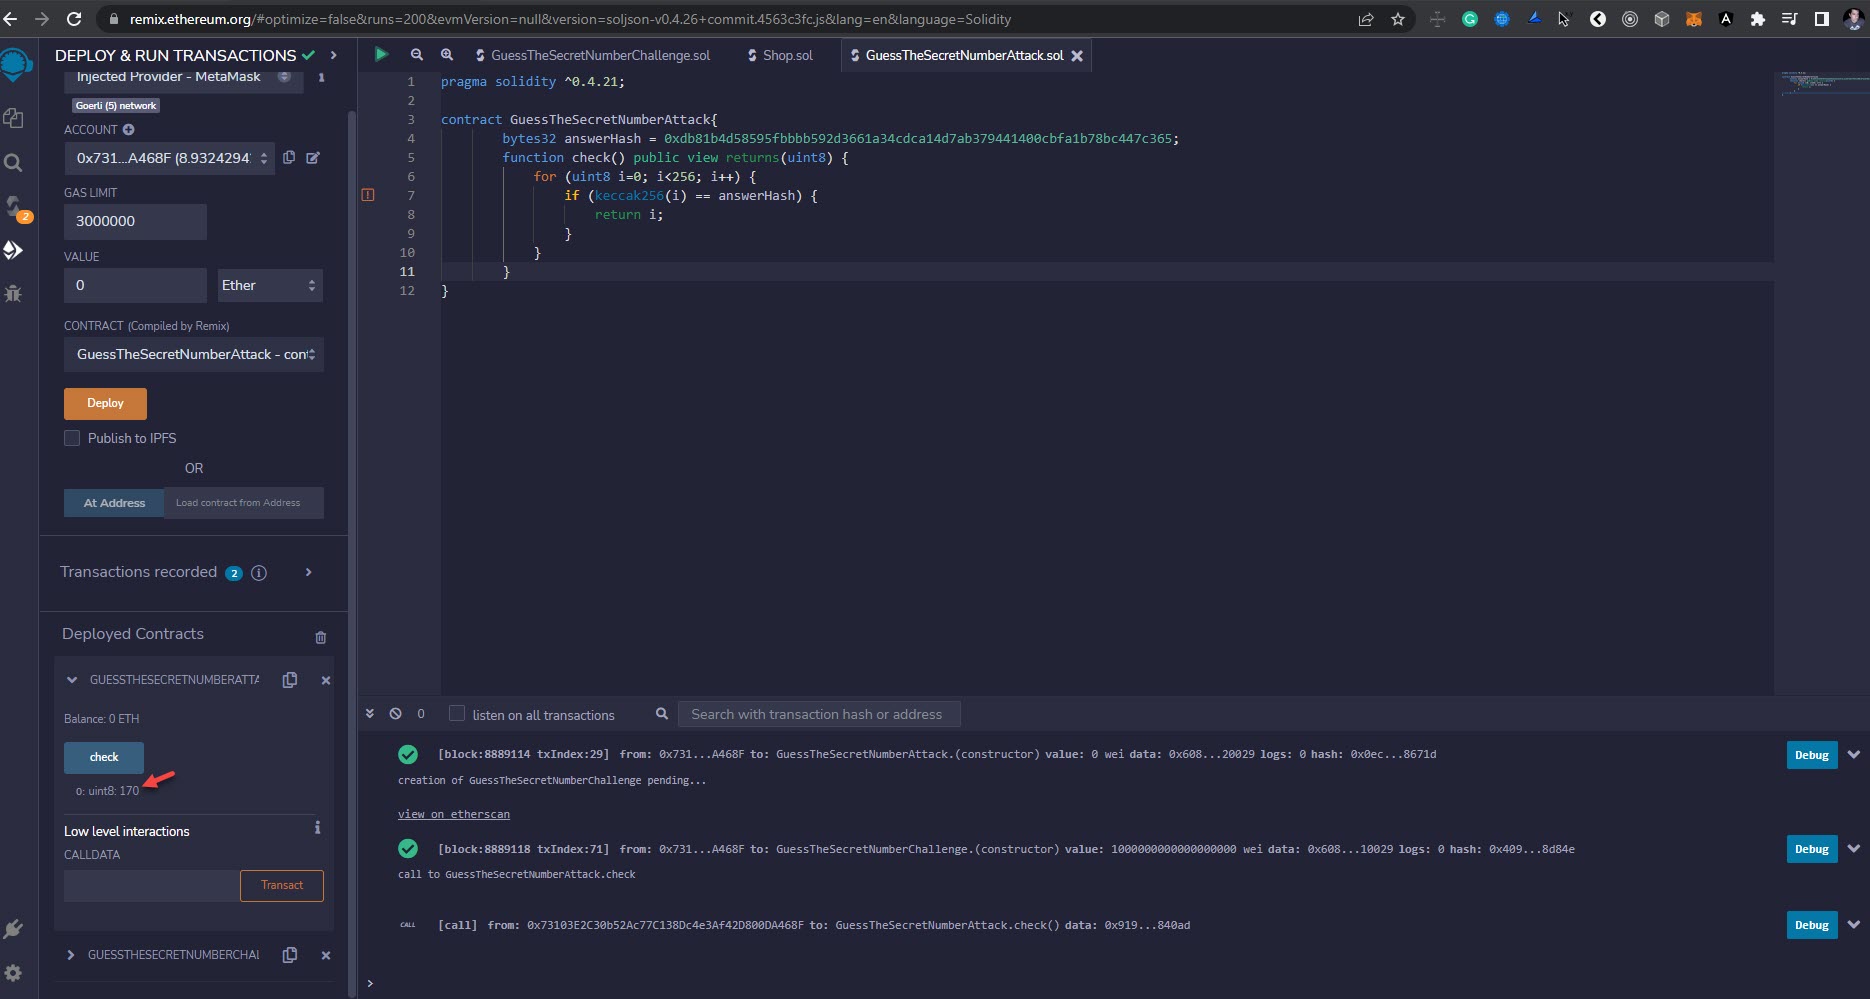 remix.ethereum.org/#optimize=false&runs=200&evmVersion=null&version=soljson-v0.4.26+commit.4563c3fc.js&lang=en&language=Solidity
DEPLOY & RUN TRANSACTIONS
Injected Provider - MetaMask
Goerli (5) network
ACCOUNT
0x731...A468F (8.9324294
GAS LIMIT
3000000
VALUE
0
Ether
CONTRACT (Compiled by Remix)
GuessTheSecretNumberAttack - cont
Deploy
Publish to IPFS
OR
At Address
Load contract from Address
Transactions recorded 2
Deployed Contracts
GUESSTHESECRETNUMBERATTA
Balance: 0 ETH
check
0: uint8: 170
Low level interactions
CALLDATA
Transact
GUESSTHESECRETNUMBERCHAL
2
GuessTheSecretNumberChallenge.sol
Shop.sol
GuessTheSecretNumberAttack.sol
1 pragma solidity ^0.4.21;
2
3 contract GuessTheSecretNumberAttack{
4 bytes32 answerHash = 0xdb81b4d58595fbbbb592d3661a34cdca14d7ab379441400cbfa1b78bc447c365;
5 function check() public view returns(uint8) {
6 for (uint8 i=0; i<256; i++) {
7 if (keccak256(i) == answerHash) {
8 return i;
9 }
10 }
11 }
12 }
0
listen on all transactions
Search with transaction hash or address
[block:8889114 txIndex:29] from: 0x731...A468F to: GuessTheSecretNumberAttack.(constructor) value: 0 wei data: 0x608...20029 logs: 0 hash: 0x0ec...8671d
Debug
creation of GuessTheSecretNumberChallenge pending...
view on etherscan
[block:8889118 txIndex:71] from: 0x731...A468F to: GuessTheSecretNumberChallenge.(constructor) value: 1000000000000000000 wei data: 0x608...10029 logs: 0 hash: 0x409...8d84e
Debug
call to GuessTheSecretNumberAttack.check
CALL [call] from: 0x73103E2C30b52Ac77C138Dc4e3Af42D800DA468F to: GuessTheSecretNumberAttack.check() data: 0x919...840ad
Debug
>